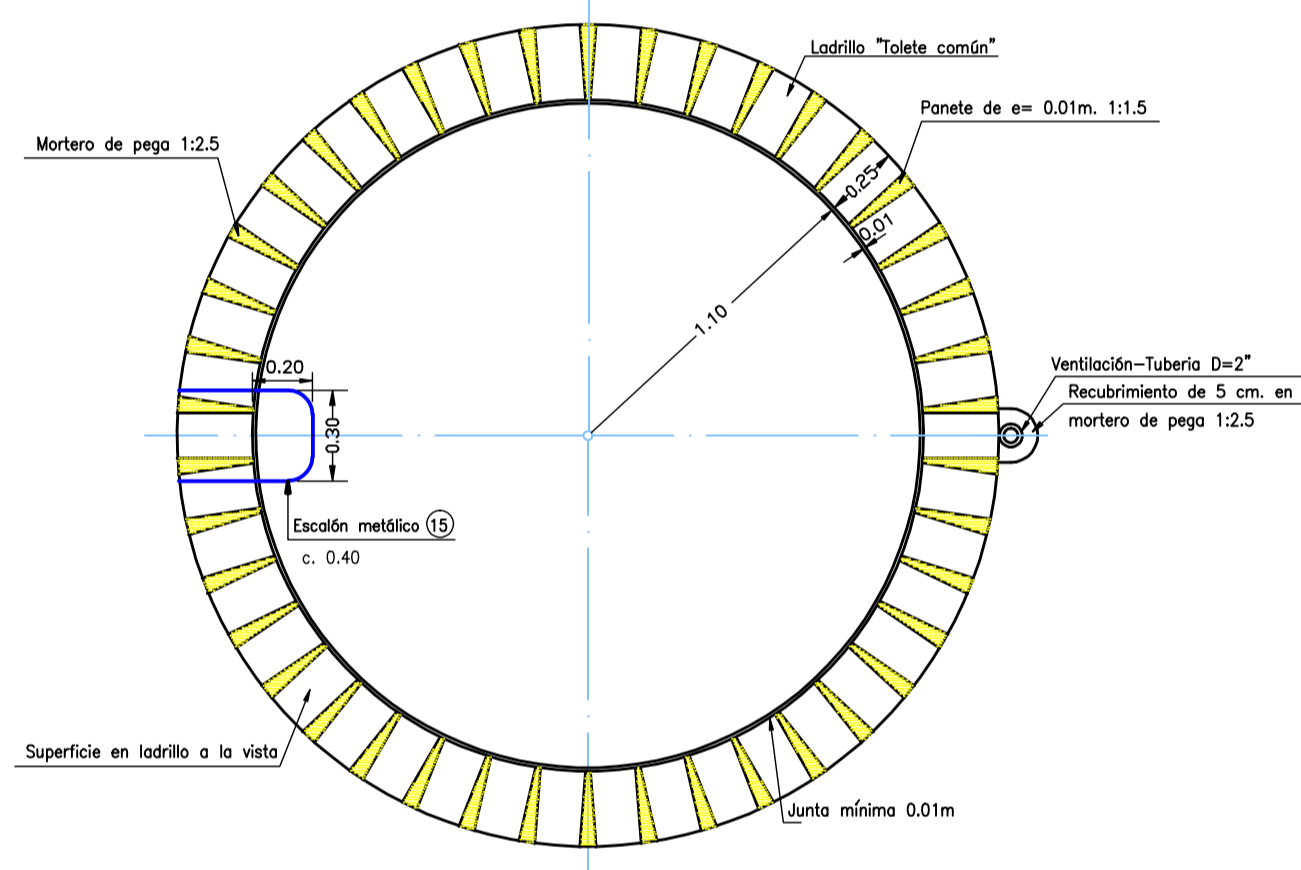 Ladrillo "Tolete común"
Panete de e= 0.01m. 1:1.5
Mortero de pega 1:2.5
0.25
0.01
1.10
0.20
0.30
Ventilación-Tuberia D=2"
Recubrimiento de 5 cm. en
mortero de pega 1:2.5
Escalón metálico 15
c. 0.40
Superficie en ladrillo a la vista
Junta mínima 0.01m